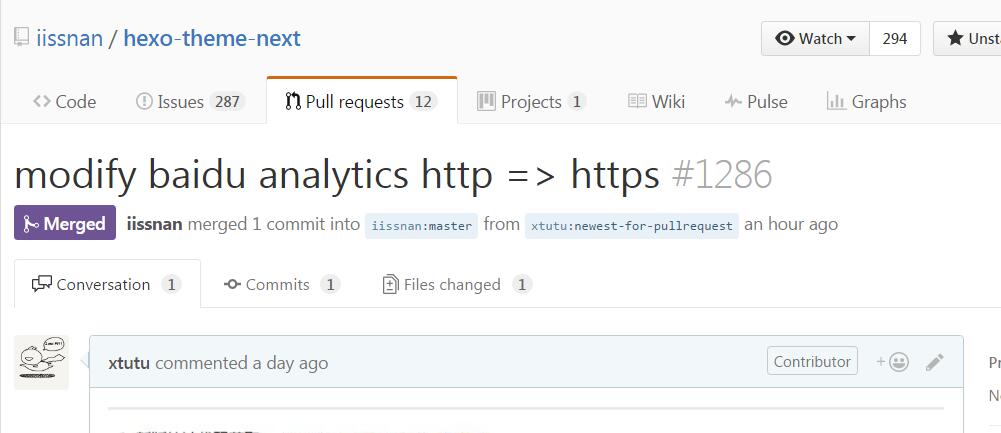 iissnan / hexo-theme-next
Watch 294 Unst
Code Issues 287 Pull requests 12 Projects 1 Wiki Pulse Graphs
modify baidu analytics http => https #1286
Merged iissnan merged 1 commit into iissnan:master from xtutu:newest-for-pullrequest an hour ago
Conversation 1 Commits 1 Files changed 1
xtutu commented a day ago Contributor